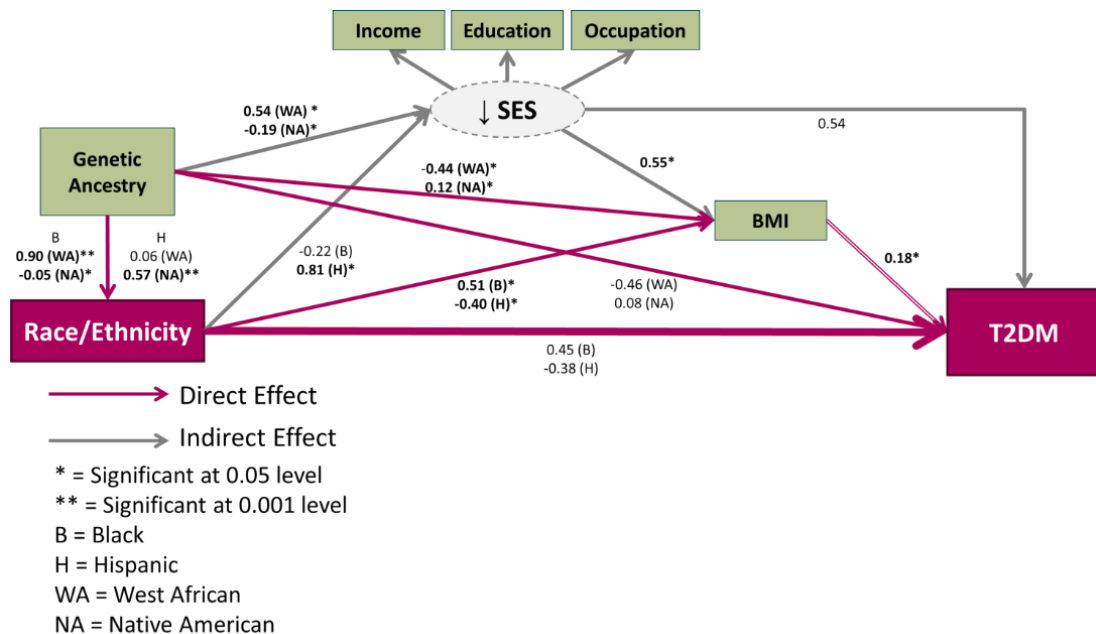 Income
Education
Occupation
↓ SES
0.54 (WA) *
-0.19 (NA)*
0.54
Genetic
Ancestry
-0.44 (WA)*
0.12 (NA)*
0.55*
BMI
B
0.90 (WA)**
-0.05 (NA)*
H
0.06 (WA)
0.57 (NA)**
-0.22 (B)
0.81 (H)*
0.18*
0.51 (B)*
-0.40 (H)*
-0.46 (WA)
0.08 (NA)
Race/Ethnicity
T2DM
0.45 (B)
-0.38 (H)
Direct Effect
Indirect Effect
* = Significant at 0.05 level
** = Significant at 0.001 level
B = Black
H = Hispanic
WA = West African
NA = Native American